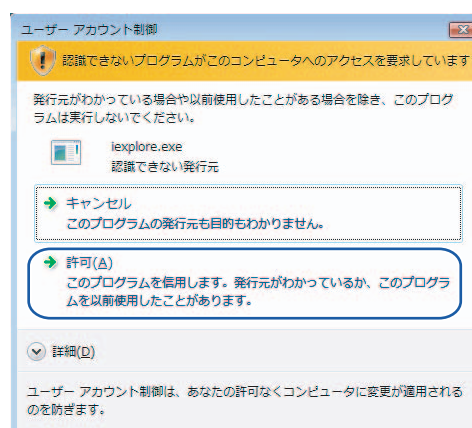 ユーザー アカウント制御
認識できないプログラムがこのコンピュータへのアクセスを要求しています
発行元がわかっている場合や以前使用したことがある場合を除き、このプログ
ラムは実行しないでください。
iexplore.exe
認識できない発行元
キャンセル
このプログラムの発行元も目的もわかりません。
許可(A)
このプログラムを信用します。発行元がわかっているか、このプログラ
ムを以前使用したことがあります。
詳細(D)
ユーザー アカウント制御は、あなたの許可なくコンピュータに変更が適用される
のを防ぎます。